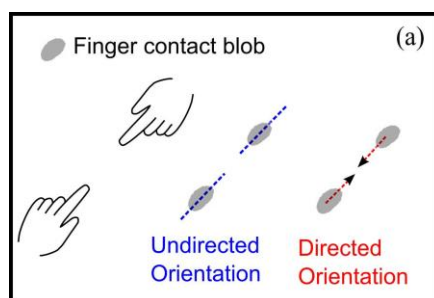 (a)
Finger contact blob
Undirected
Orientation
Directed
Orientation